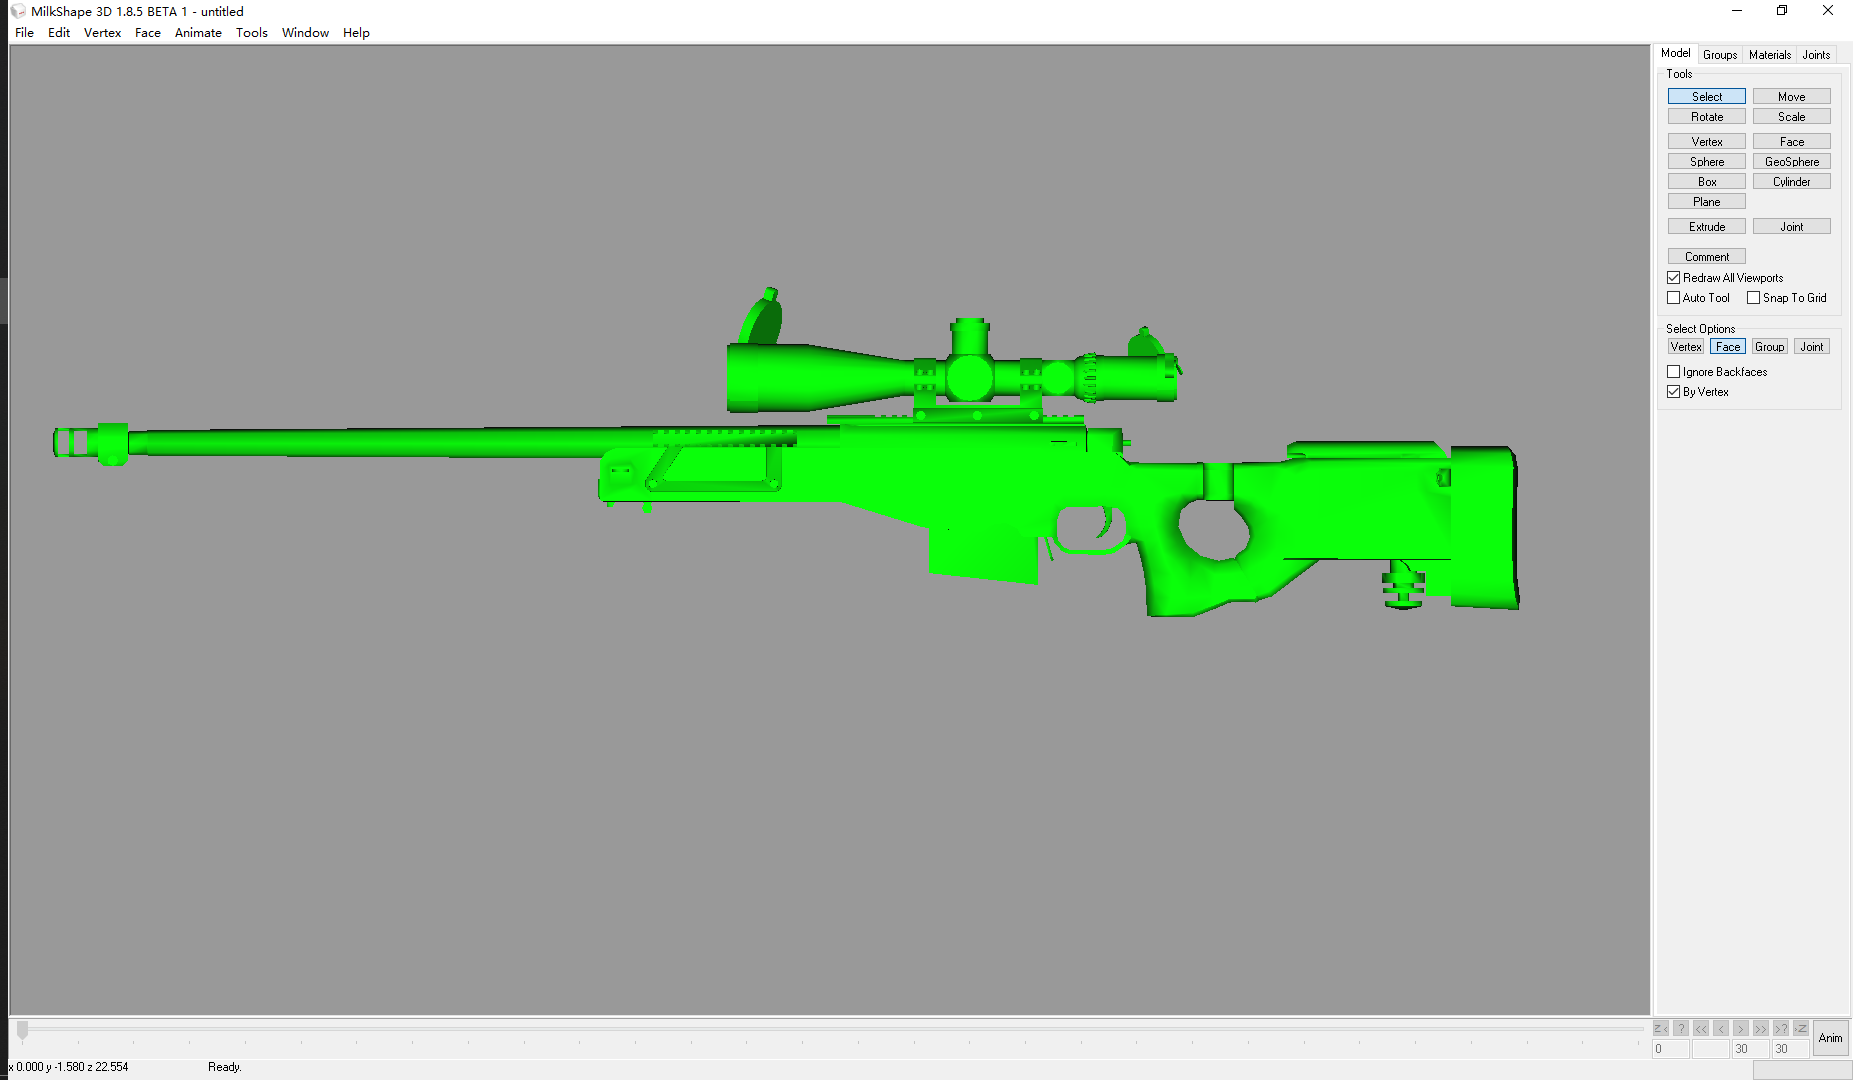 MilkShape 3D 1.8.5 BETA 1 - untitled
File Edit Vertex Face Animate Tools Window Help
Model Groups Materials Joints
Tools
Select Move
Rotate Scale
Vertex Face
Sphere GeoSphere
Box Cylinder
Plane
Extrude Joint
Comment
Redraw All Viewports
Auto Tool Snap To Grid
Select Options
Vertex Face Group Joint
Ignore Backfaces
By Vertex
Z< ? << < > >> >? >Z
Anim
0 30 30
x 0.000 y -1.580 z 22.554 Ready.